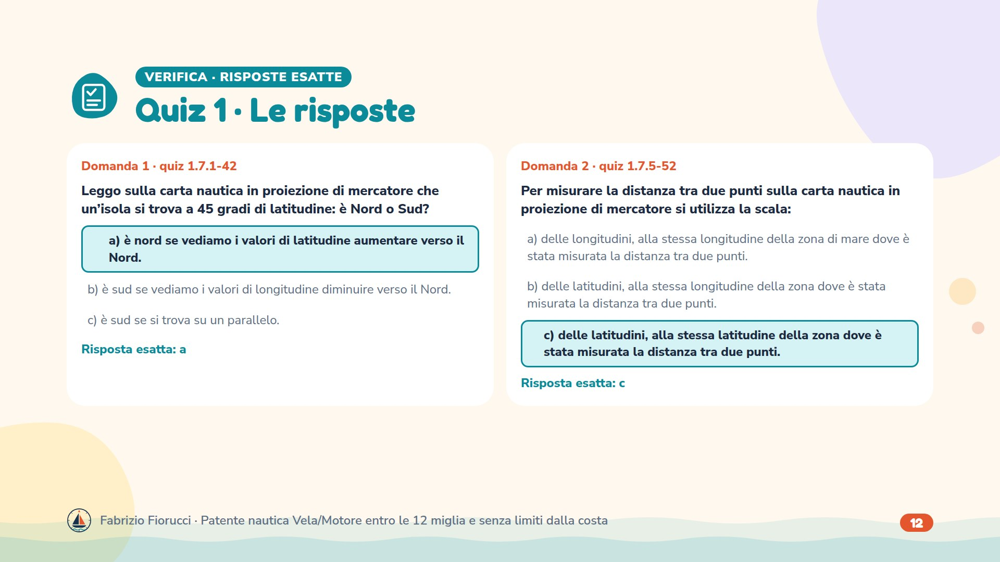 VERIFICA · RISPOSTE ESATTE
Quiz 1 · Le risposte
Domanda 1 · quiz 1.7.1-42
Leggo sulla carta nautica in proiezione di mercatore che
un’isola si trova a 45 gradi di latitudine: è Nord o Sud?
a) è nord se vediamo i valori di latitudine aumentare verso il
Nord.
b) è sud se vediamo i valori di longitudine diminuire verso il Nord.
c) è sud se si trova su un parallelo.
Risposta esatta: a
Domanda 2 · quiz 1.7.5-52
Per misurare la distanza tra due punti sulla carta nautica in
proiezione di mercatore si utilizza la scala:
a) delle longitudini, alla stessa longitudine della zona di mare dove è
stata misurata la distanza tra due punti.
b) delle latitudini, alla stessa longitudine della zona dove è stata
misurata la distanza tra due punti.
c) delle latitudini, alla stessa latitudine della zona dove è
stata misurata la distanza tra due punti.
Risposta esatta: c
Fabrizio Fiorucci · Patente nautica Vela/Motore entro le 12 miglia e senza limiti dalla costa
12